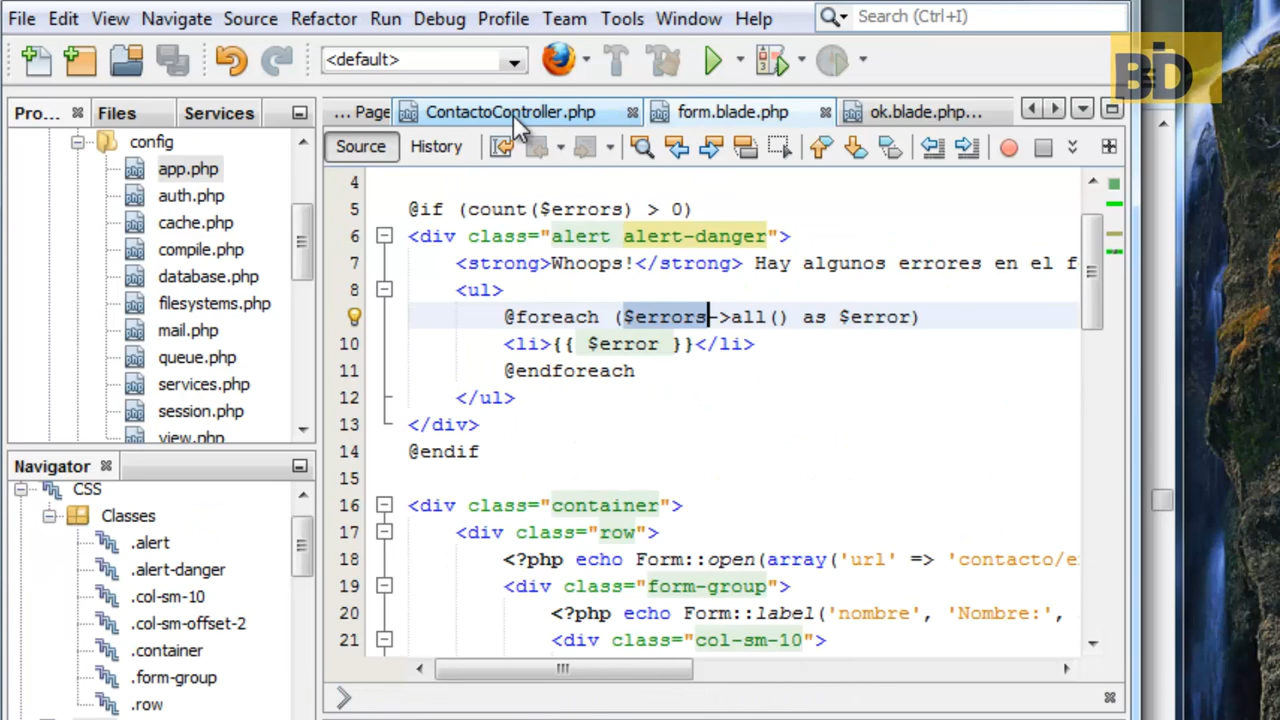 File Edit View Navigate Source Refactor Run Debug Profile Team Tools Window Help Search (Ctrl+I)
<default>
BD
Pro... Files Services ... Page ContactoController.php form.blade.php ok.blade.php...
Source History
config
app.php
auth.php
cache.php
compile.php
database.php
filesystems.php
mail.php
queue.php
services.php
session.php
view.php
Navigator
CSS
Classes
.alert
.alert-danger
.col-sm-10
.col-sm-offset-2
.container
.form-group
.row
4
5 @if (count($errors) > 0)
6 <div class="alert alert-danger">
7 <strong>Whoops!</strong> Hay algunos errores en el f
8 <ul>
@foreach ($errors->all() as $error)
10 <li>{{ $error }}</li>
11 @endforeach
12 </ul>
13 </div>
14 @endif
15
16 <div class="container">
17 <div class="row">
18 <?php echo Form::open(array('url' => 'contacto/e
19 <div class="form-group">
20 <?php echo Form::label('nombre', 'Nombre:',
21 <div class="col-sm-10">